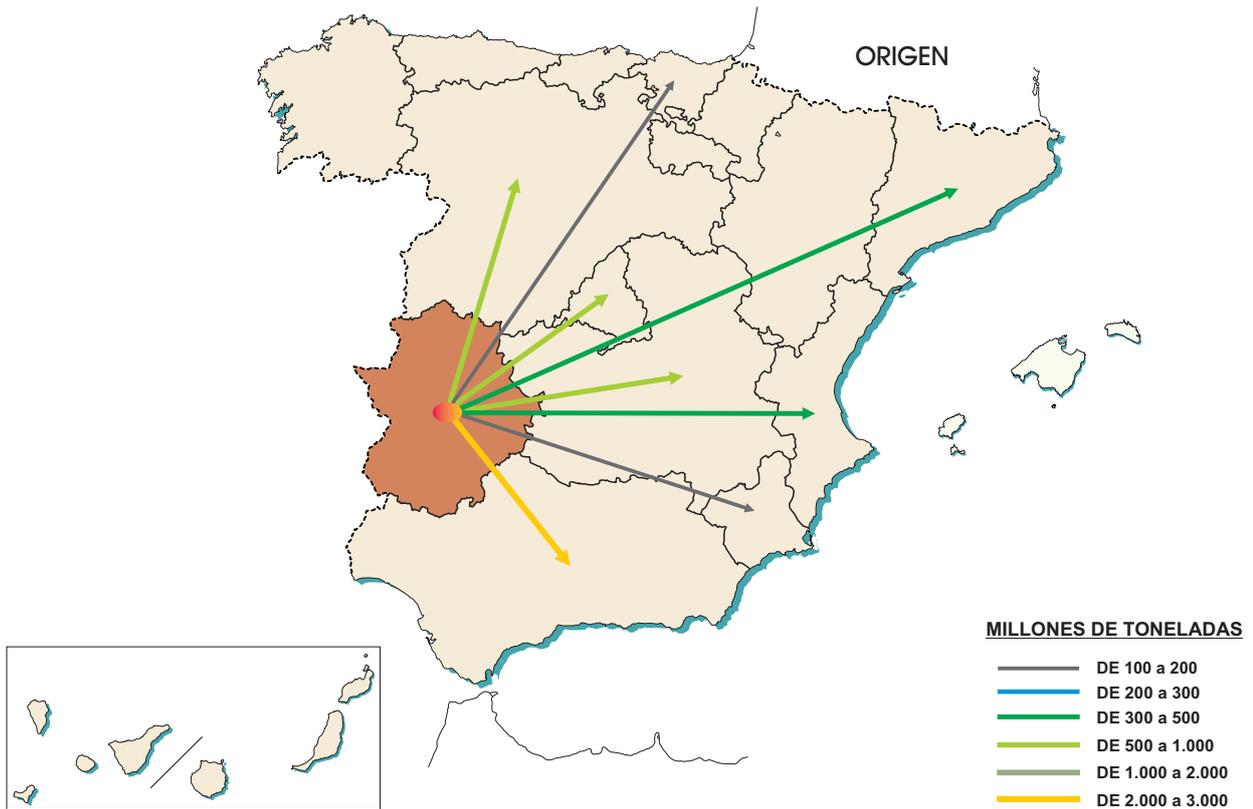 ORIGEN
MILLONES DE TONELADAS
DE 100 a 200
DE 200 a 300
DE 300 a 500
DE 500 a 1.000
DE 1.000 a 2.000
DE 2.000 a 3.000